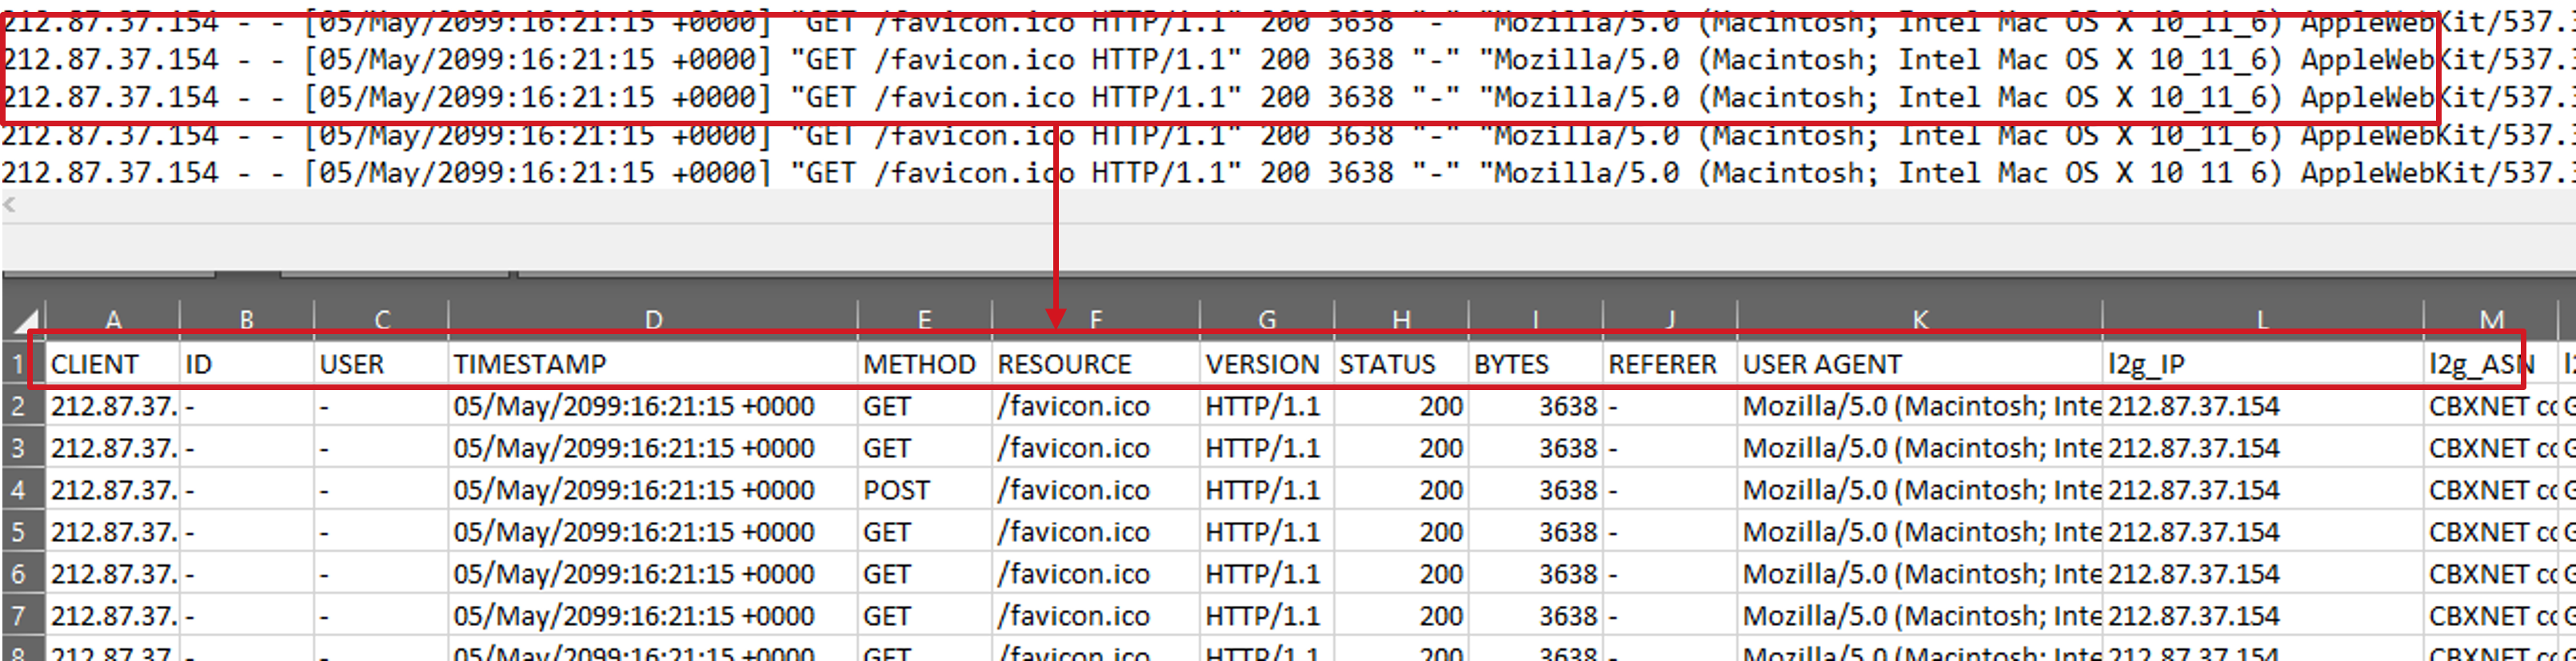 212.87.37.154 - - [05/May/2099:16:21:15 +0000] "GET /favicon.ico HTTP/1.1" 200 3638 "-" "Mozilla/5.0 (Macintosh; Intel Mac OS X 10_11_6) AppleWebKit/537.
212.87.37.154 - - [05/May/2099:16:21:15 +0000] "GET /favicon.ico HTTP/1.1" 200 3638 "-" "Mozilla/5.0 (Macintosh; Intel Mac OS X 10_11_6) AppleWebKit/537.
212.87.37.154 - - [05/May/2099:16:21:15 +0000] "GET /favicon.ico HTTP/1.1" 200 3638 "-" "Mozilla/5.0 (Macintosh; Intel Mac OS X 10_11_6) AppleWebKit/537.
212.87.37.154 - - [05/May/2099:16:21:15 +0000] "GET /favicon.ico HTTP/1.1" 200 3638 "-" "Mozilla/5.0 (Macintosh; Intel Mac OS X 10_11_6) AppleWebKit/537.
212.87.37.154 - - [05/May/2099:16:21:15 +0000] "GET /favicon.ico HTTP/1.1" 200 3638 "-" "Mozilla/5.0 (Macintosh; Intel Mac OS X 10 11 6) AppleWebKit/537.
A B C D E F G H I J K L M
1 CLIENT ID USER TIMESTAMP METHOD RESOURCE VERSION STATUS BYTES REFERER USER AGENT l2g_IP l2g_ASN
2 212.87.37. - - 05/May/2099:16:21:15 +0000 GET /favicon.ico HTTP/1.1 200 3638 - Mozilla/5.0 (Macintosh; Inte 212.87.37.154 CBXNET
3 212.87.37. - - 05/May/2099:16:21:15 +0000 GET /favicon.ico HTTP/1.1 200 3638 - Mozilla/5.0 (Macintosh; Inte 212.87.37.154 CBXNET
4 212.87.37. - - 05/May/2099:16:21:15 +0000 POST /favicon.ico HTTP/1.1 200 3638 - Mozilla/5.0 (Macintosh; Inte 212.87.37.154 CBXNET
5 212.87.37. - - 05/May/2099:16:21:15 +0000 GET /favicon.ico HTTP/1.1 200 3638 - Mozilla/5.0 (Macintosh; Inte 212.87.37.154 CBXNET
6 212.87.37. - - 05/May/2099:16:21:15 +0000 GET /favicon.ico HTTP/1.1 200 3638 - Mozilla/5.0 (Macintosh; Inte 212.87.37.154 CBXNET
7 212.87.37. - - 05/May/2099:16:21:15 +0000 GET /favicon.ico HTTP/1.1 200 3638 - Mozilla/5.0 (Macintosh; Inte 212.87.37.154 CBXNET
8 212.87.37. - - 05/May/2099:16:21:15 +0000 GET /favicon.ico HTTP/1.1 200 3638 - Mozilla/5.0 (Macintosh; Inte 212.87.37.154 CBXNET